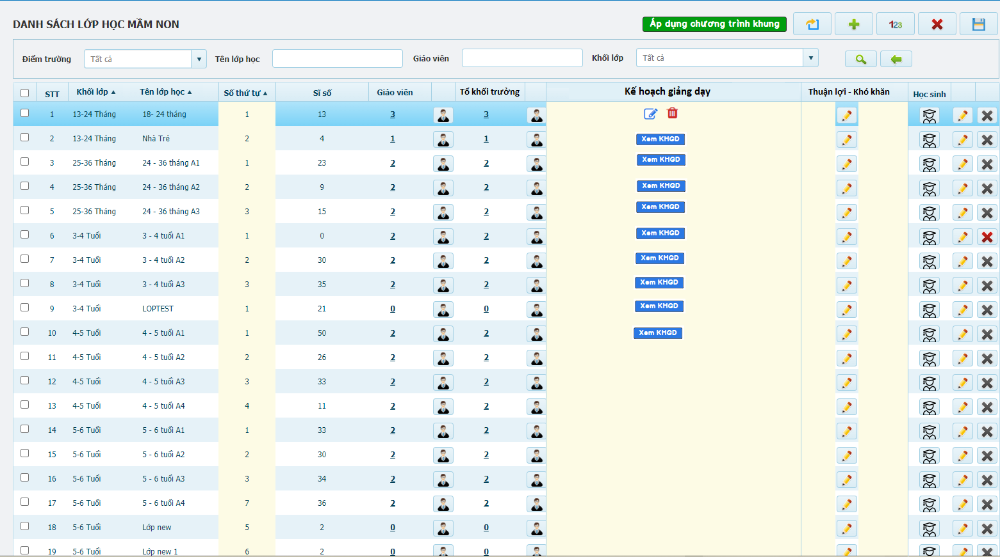 DANH SÁCH LỚP HỌC MẦM NON
Áp dụng chương trình khung
123
Điểm trường Tất cả Tên lớp học Giáo viên Khối lớp Tất cả
STT Khối lớp ▲ Tên lớp học ▲ Số thứ tự ▲ Sĩ số Giáo viên Tổ khối trưởng Kế hoạch giảng dạy Thuận lợi - Khó khăn Học sinh
1 13-24 Tháng 18- 24 tháng 1 13 3 3
2 13-24 Tháng Nhà Trẻ 2 4 1 1 Xem KHGD
3 25-36 Tháng 24 - 36 tháng A1 1 23 2 2 Xem KHGD
4 25-36 Tháng 24 - 36 tháng A2 2 9 2 2 Xem KHGD
5 25-36 Tháng 24 - 36 tháng A3 3 15 2 2 Xem KHGD
6 3-4 Tuổi 3 - 4 tuổi A1 1 0 2 2 Xem KHGD
7 3-4 Tuổi 3 - 4 tuổi A2 2 30 2 2 Xem KHGD
8 3-4 Tuổi 3 - 4 tuổi A3 3 35 2 2 Xem KHGD
9 3-4 Tuổi LOPTEST 1 21 0 0 Xem KHGD
10 4-5 Tuổi 4 - 5 tuổi A1 1 50 2 2 Xem KHGD
11 4-5 Tuổi 4 - 5 tuổi A2 2 26 2 2
12 4-5 Tuổi 4 - 5 tuổi A3 3 33 2 2
13 4-5 Tuổi 4 - 5 tuổi A4 4 11 2 2
14 5-6 Tuổi 5 - 6 tuổi A1 1 33 2 2
15 5-6 Tuổi 5 - 6 tuổi A2 2 30 2 2
16 5-6 Tuổi 5 - 6 tuổi A3 3 34 2 2
17 5-6 Tuổi 5 - 6 tuổi A4 7 36 2 2
18 5-6 Tuổi Lớp new 5 2 0 0
19 5-6 Tuổi Lớp new 1 6 2 0 0